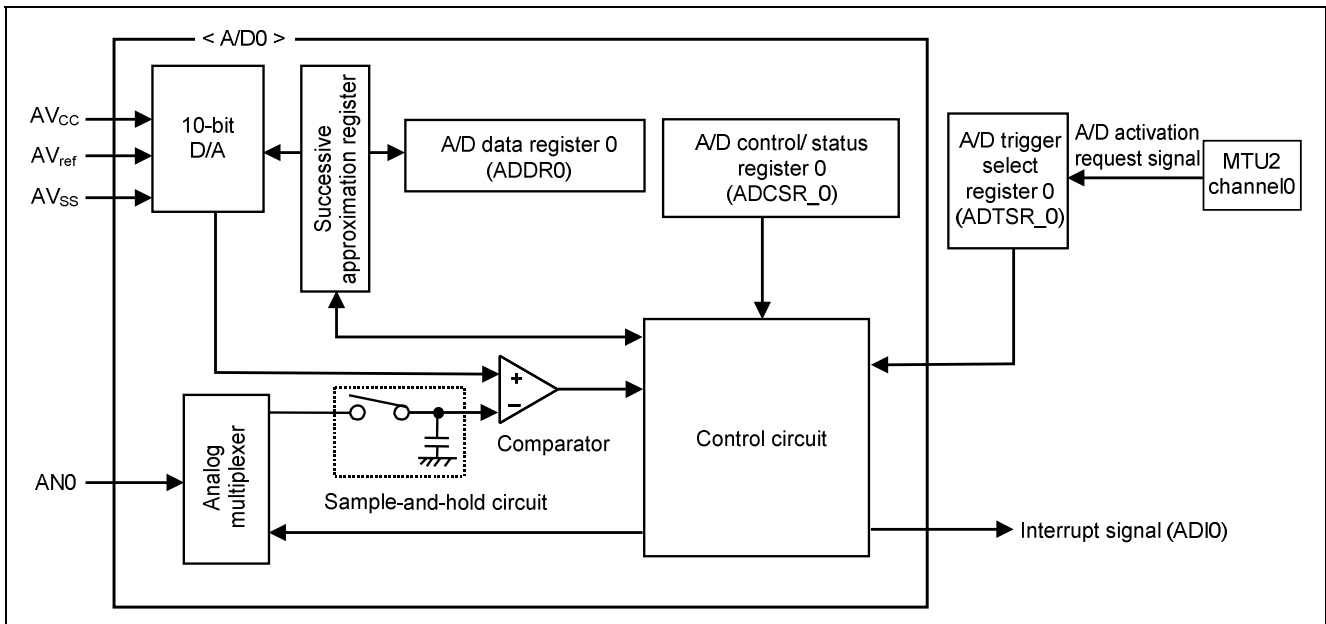 < A/D0 >
AVCC
AVref
AVSS
10-bit
D/A
Successive
approximation register
A/D data register 0
(ADDR0)
A/D control/ status
register 0
(ADCSR_0)
A/D trigger
select
register 0
(ADTSR_0)
A/D activation
request signal
MTU2
channel0
+
−
Comparator
Control circuit
AN0
Analog
multiplexer
Sample-and-hold circuit
Interrupt signal (ADI0)